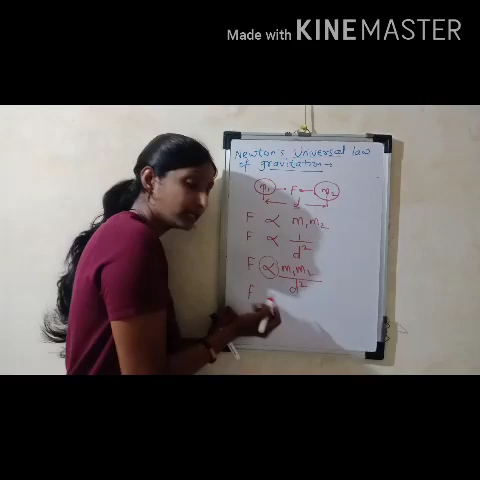 Made with KINEMASTER
Newton's Universal law
of gravitation→
m1 → F ← m2
d
F ∝ m1m2
F ∝ 1/d²
F ∝ m1m2/d²
F